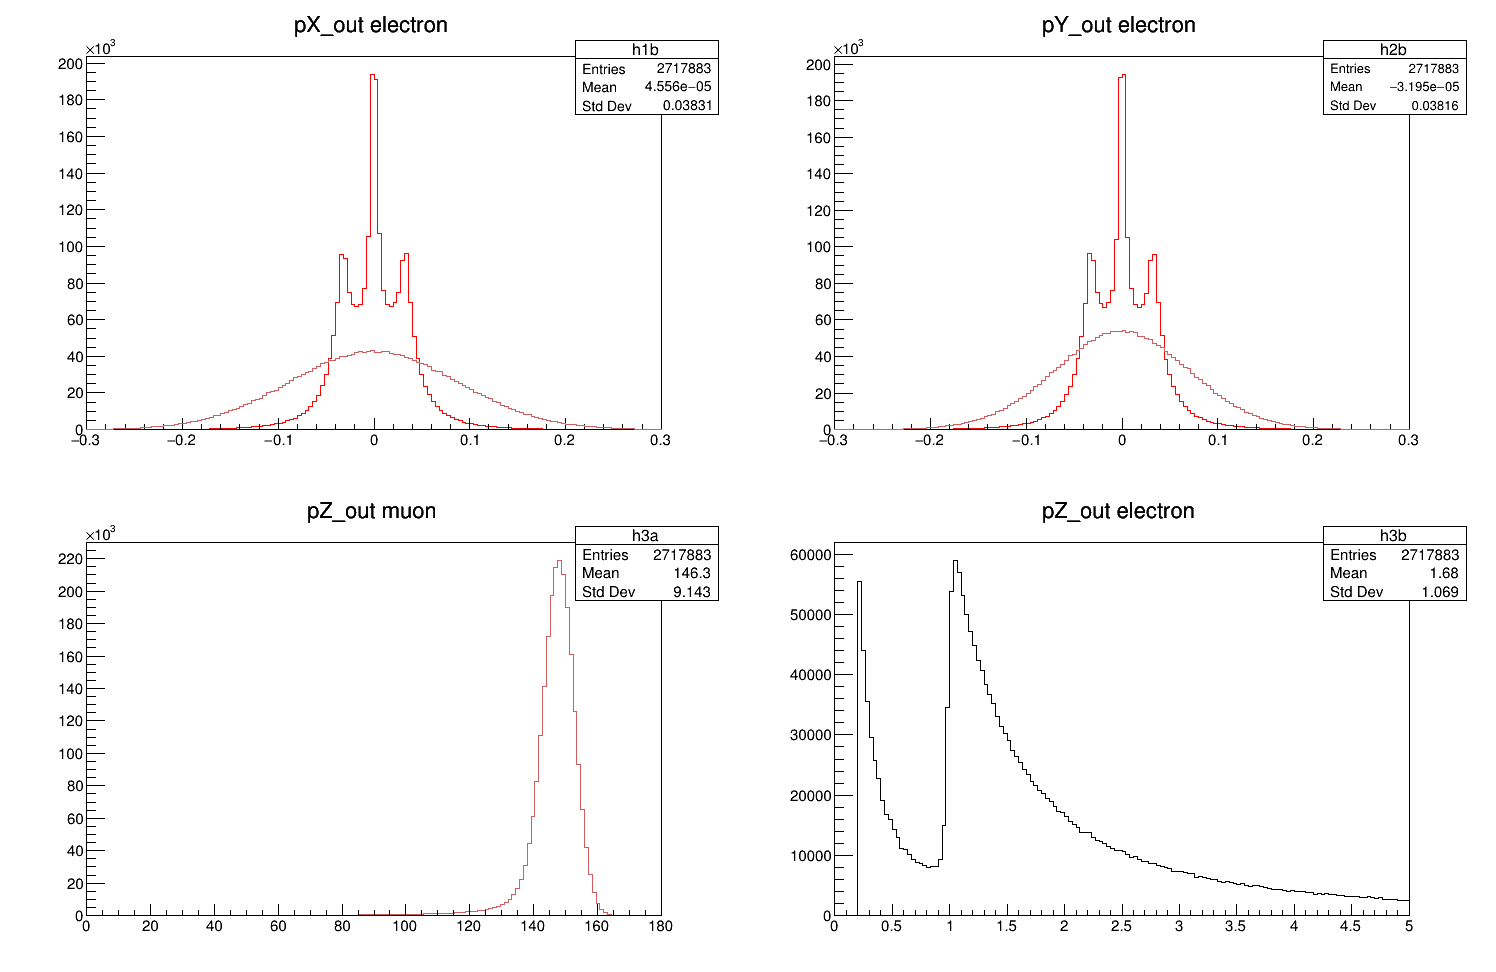 pX_out electron
×10³
h1b
Entries 2717883
Mean 4.556e−05
Std Dev 0.03831
200
180
160
140
120
100
80
60
40
20
0
−0.3 −0.2 −0.1 0 0.1 0.2 0.3
pY_out electron
×10³
h2b
Entries 2717883
Mean −3.195e−05
Std Dev 0.03816
200
180
160
140
120
100
80
60
40
20
0
−0.3 −0.2 −0.1 0 0.1 0.2 0.3
pZ_out muon
×10³
h3a
Entries 2717883
Mean 146.3
Std Dev 9.143
220
200
180
160
140
120
100
80
60
40
20
0
0 20 40 60 80 100 120 140 160 180
pZ_out electron
h3b
Entries 2717883
Mean 1.68
Std Dev 1.069
60000
50000
40000
30000
20000
10000
0
0 0.5 1 1.5 2 2.5 3 3.5 4 4.5 5